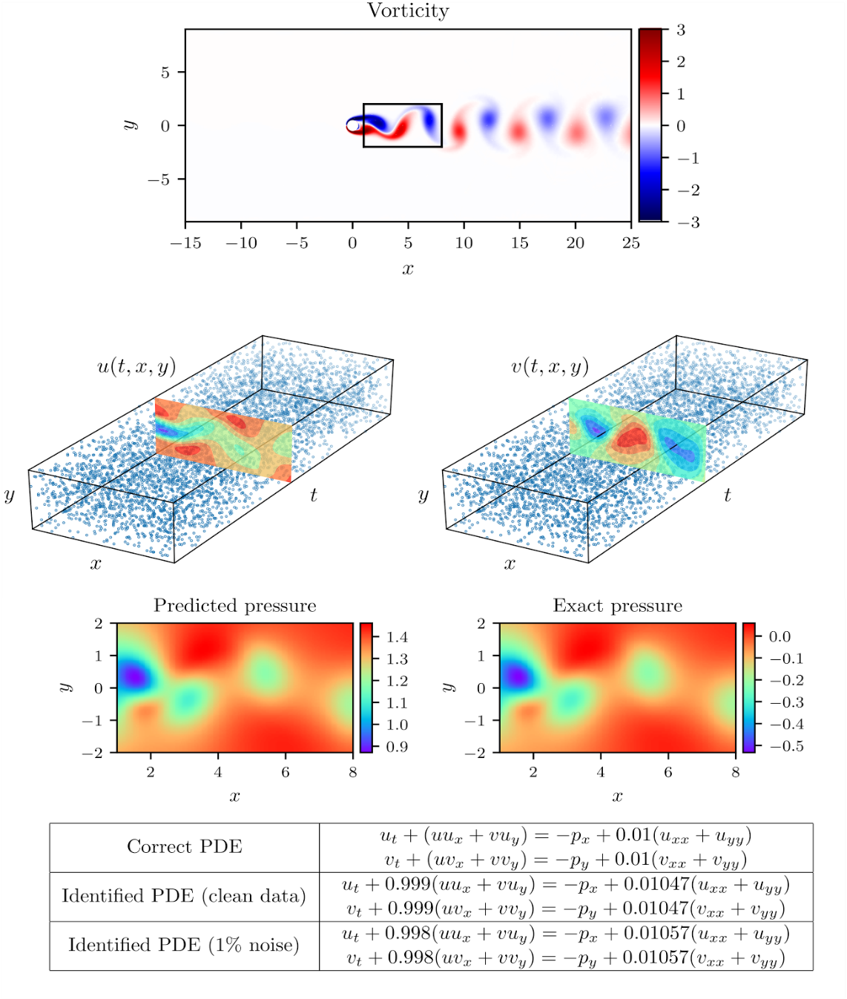 Vorticity
5
0
−5
y
−15 −10 −5 0 5 10 15 20 25
x
3
2
1
0
−1
−2
−3
u(t, x, y)
y
x
t
v(t, x, y)
y
x
t
Predicted pressure
2
1
0
−1
−2
y
2 4 6 8
x
1.4
1.3
1.2
1.1
1.0
0.9
Exact pressure
2
1
0
−1
−2
y
2 4 6 8
x
0.0
−0.1
−0.2
−0.3
−0.4
−0.5
Correct PDE
u_t + (uu_x + vu_y) = −p_x + 0.01(u_xx + u_yy)
v_t + (uv_x + vv_y) = −p_y + 0.01(v_xx + v_yy)
Identified PDE (clean data)
u_t + 0.999(uu_x + vu_y) = −p_x + 0.01047(u_xx + u_yy)
v_t + 0.999(uv_x + vv_y) = −p_y + 0.01047(v_xx + v_yy)
Identified PDE (1% noise)
u_t + 0.998(uu_x + vu_y) = −p_x + 0.01057(u_xx + u_yy)
v_t + 0.998(uv_x + vv_y) = −p_y + 0.01057(v_xx + v_yy)